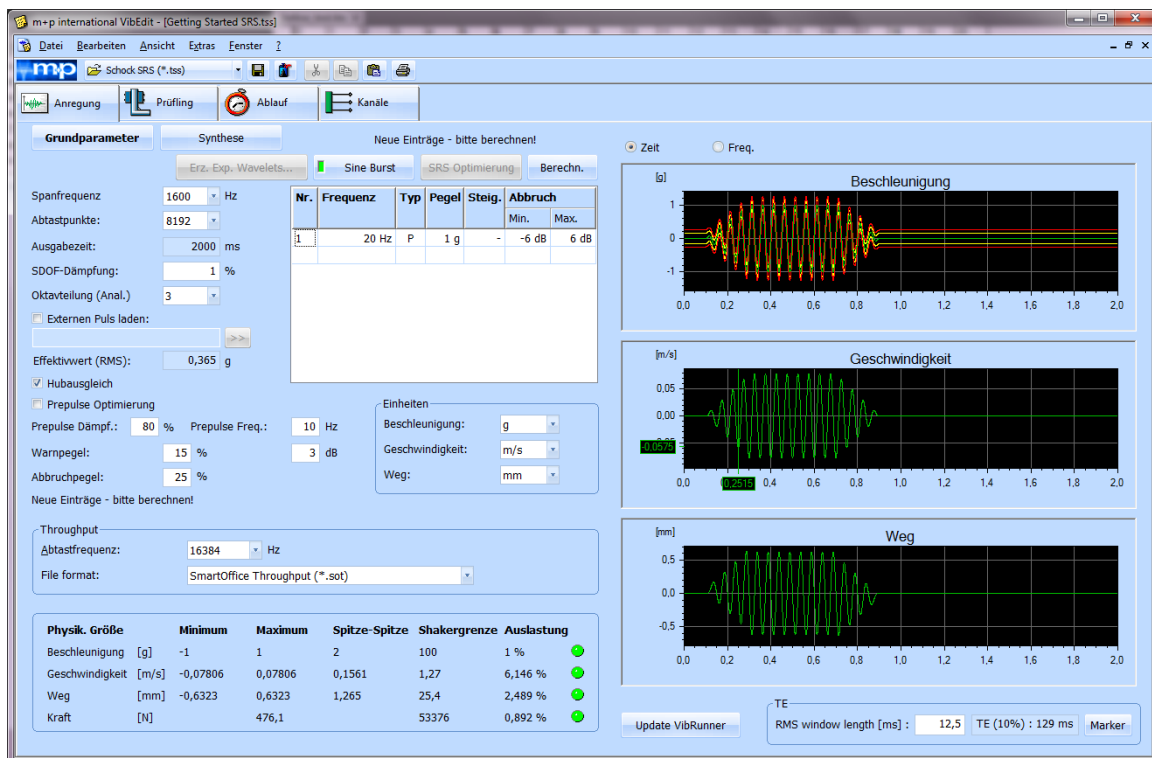 m+p international VibEdit - [Getting Started SRS.tss]
Datei Bearbeiten Ansicht Extras Fenster ?
m+p Schock SRS (*.tss)
Anregung Prüfling Ablauf Kanäle
Grundparameter Synthese Neue Einträge - bitte berechnen!
Erz. Exp. Wavelets... Sine Burst SRS Optimierung Berechn.
Spanfrequenz 1600 Hz
Abtastpunkte: 8192
Ausgabezeit: 2000 ms
SDOF-Dämpfung: 1 %
Oktavteilung (Anal.) 3
Externen Puls laden:
>>
Effektivwert (RMS): 0,365 g
Hubausgleich
Prepulse Optimierung
Prepulse Dämpf.: 80 % Prepulse Freq.: 10 Hz
Warnpegel: 15 % 3 dB
Abbruchpegel: 25 %
Neue Einträge - bitte berechnen!
Nr. Frequenz Typ Pegel Steig. Abbruch
Min. Max.
1 20 Hz P 1 g - -6 dB 6 dB
Einheiten
Beschleunigung: g
Geschwindigkeit: m/s
Weg: mm
Throughput
Abtastfrequenz: 16384 Hz
File format: SmartOffice Throughput (*.sot)
Physik. Größe Minimum Maximum Spitze-Spitze Shakergrenze Auslastung
Beschleunigung [g] -1 1 2 100 1 %
Geschwindigkeit [m/s] -0,07806 0,07806 0,1561 1,27 6,146 %
Weg [mm] -0,6323 0,6323 1,265 25,4 2,489 %
Kraft [N] 476,1 53376 0,892 %
Zeit Freq.
[g] Beschleunigung
1
0
-1
0,0 0,2 0,4 0,6 0,8 1,0 1,2 1,4 1,6 1,8 2,0
[m/s] Geschwindigkeit
0,05
0,00
-0.0575
0,0 0,2515 0,4 0,6 0,8 1,0 1,2 1,4 1,6 1,8 2,0
[mm] Weg
0,5
0,0
-0,5
0,0 0,2 0,4 0,6 0,8 1,0 1,2 1,4 1,6 1,8 2,0
Update VibRunner
TE
RMS window length [ms] : 12,5 TE (10%) : 129 ms Marker